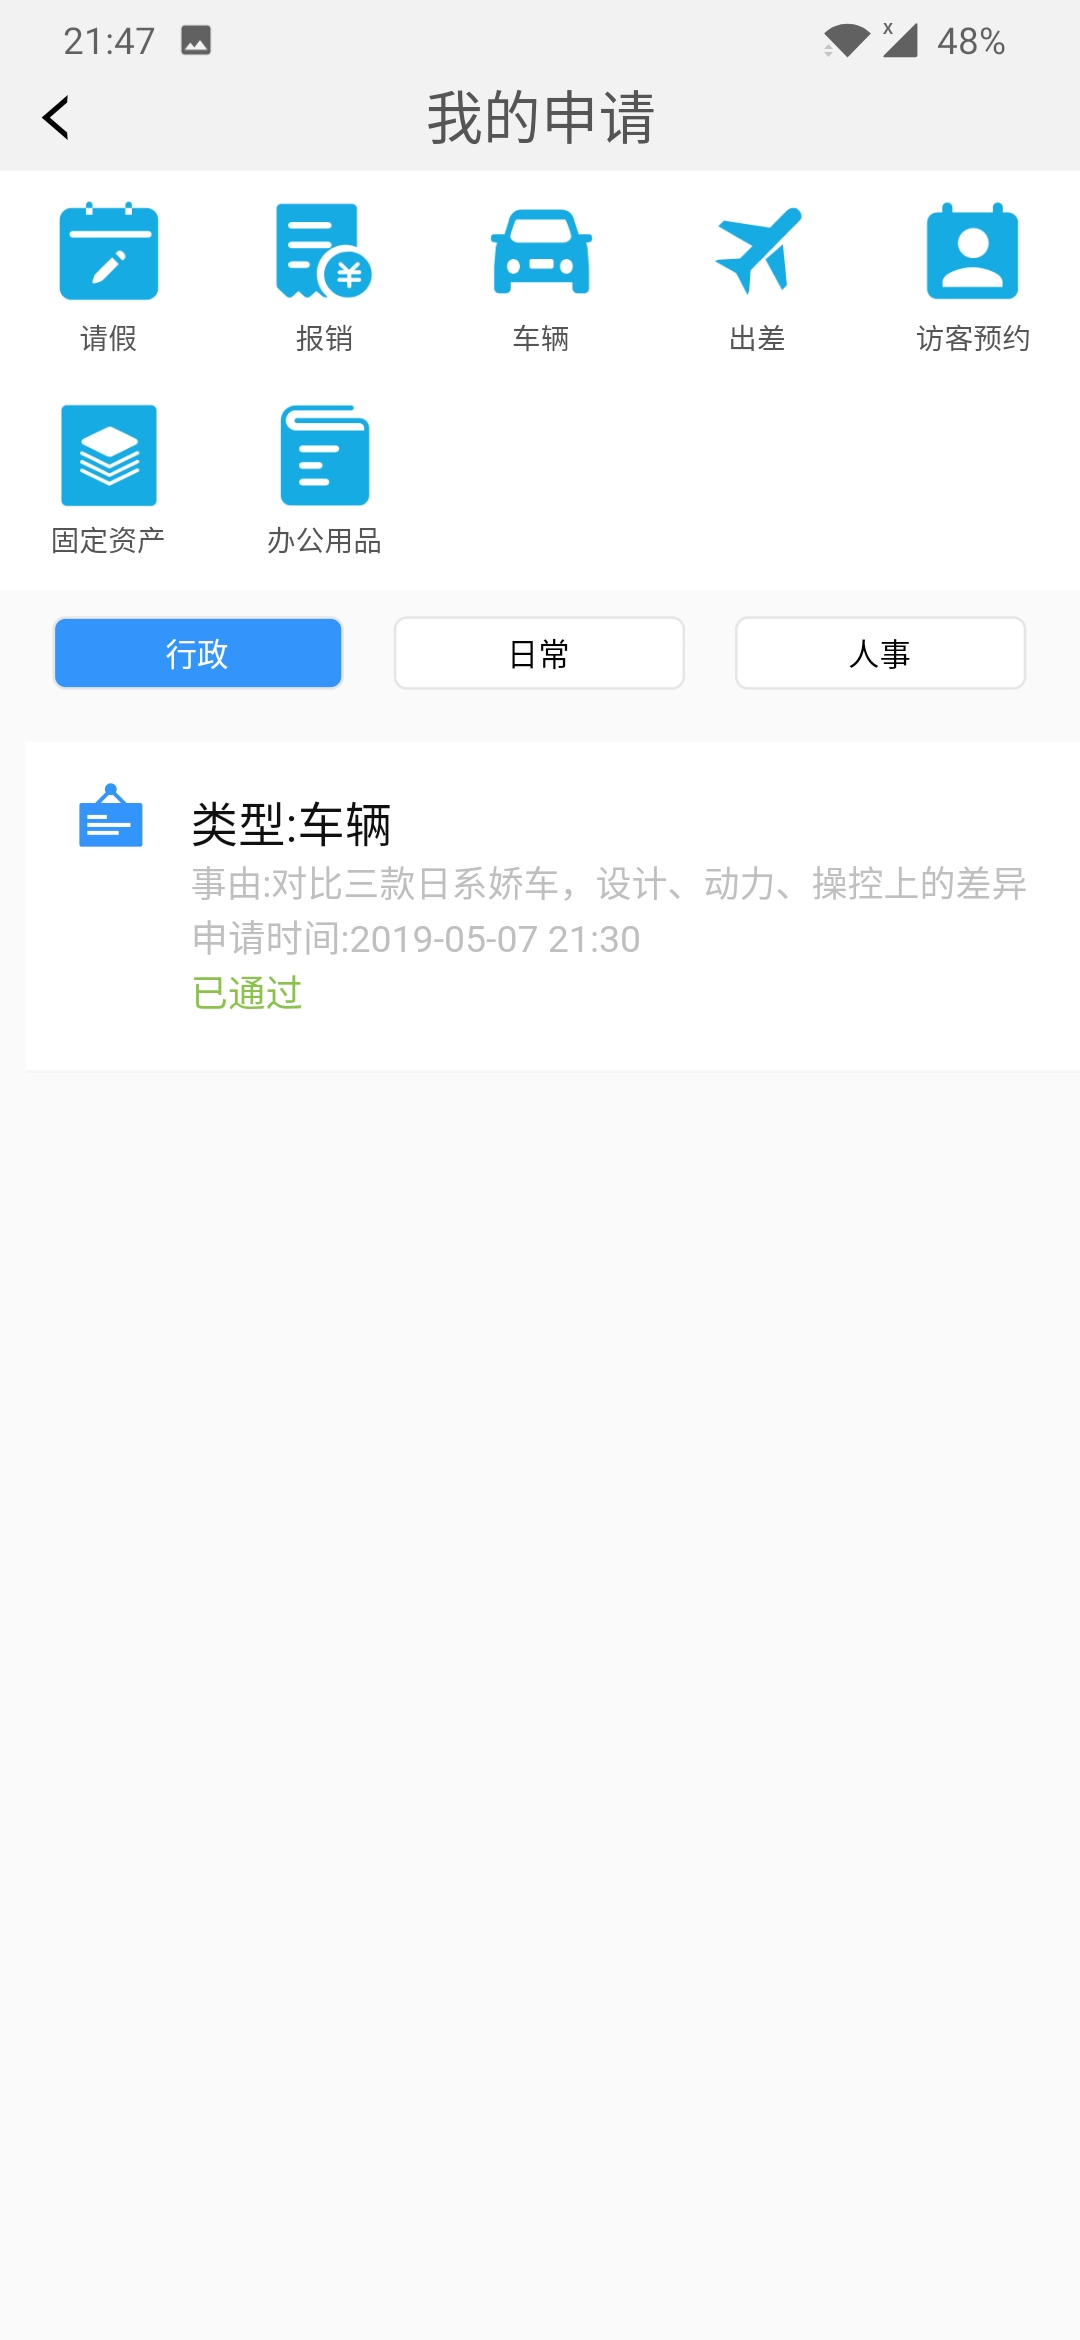 21:47 48%
我的申请
请假 报销 车辆 出差 访客预约
固定资产 办公用品
行政 日常 人事
类型:车辆
事由:对比三款日系娇车，设计、动力、操控上的差异
申请时间:2019-05-07 21:30
已通过